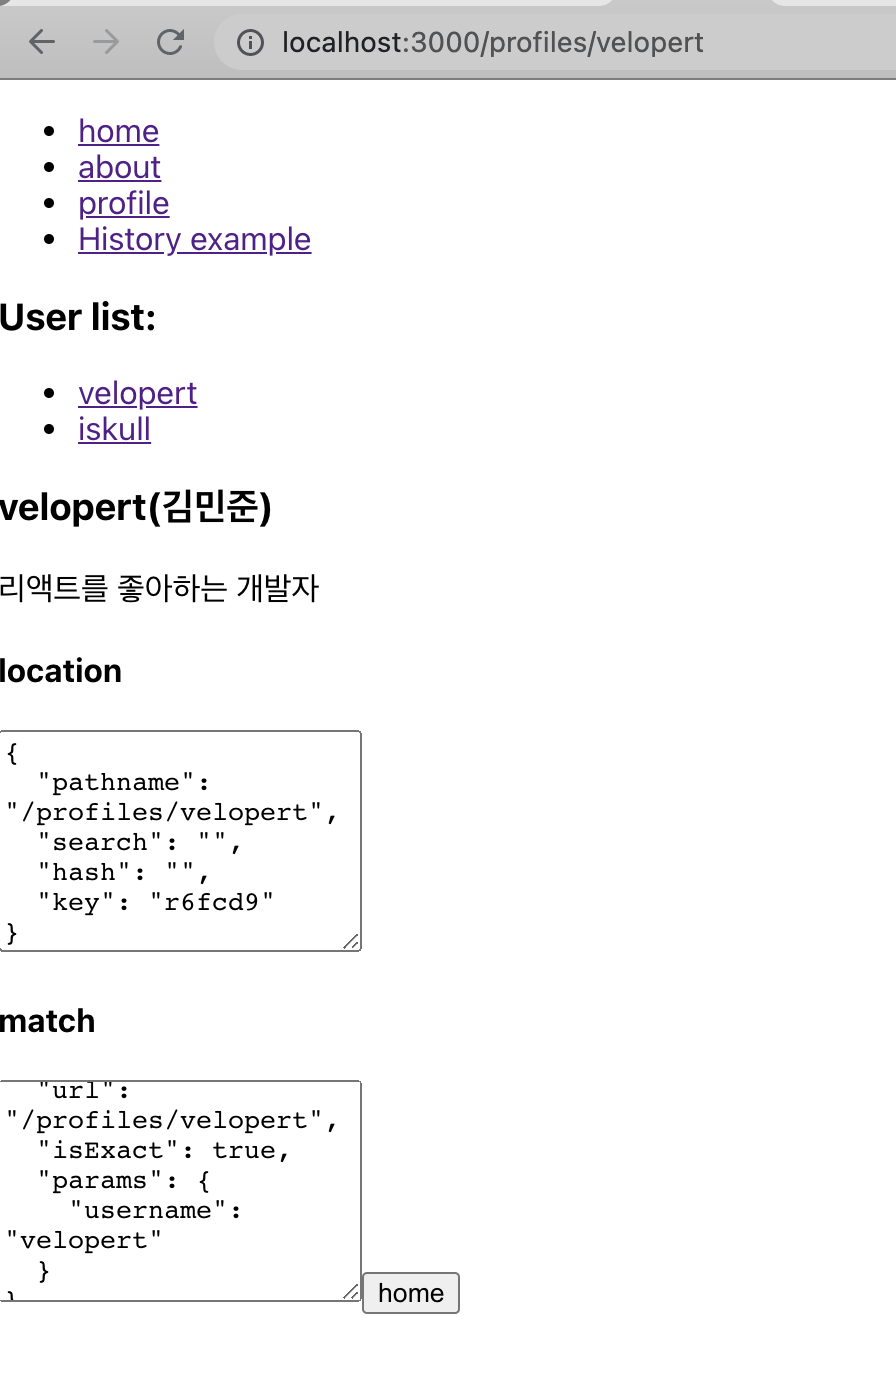 localhost:3000/profiles/velopert
home
about
profile
History example
User list:
velopert
iskull
velopert(김민준)
리액트를 좋아하는 개발자
location
{
"pathname":
"/profiles/velopert",
"search": "",
"hash": "",
"key": "r6fcd9"
}
match
"url":
"/profiles/velopert",
"isExact": true,
"params": {
"username":
"velopert"
}
}
home